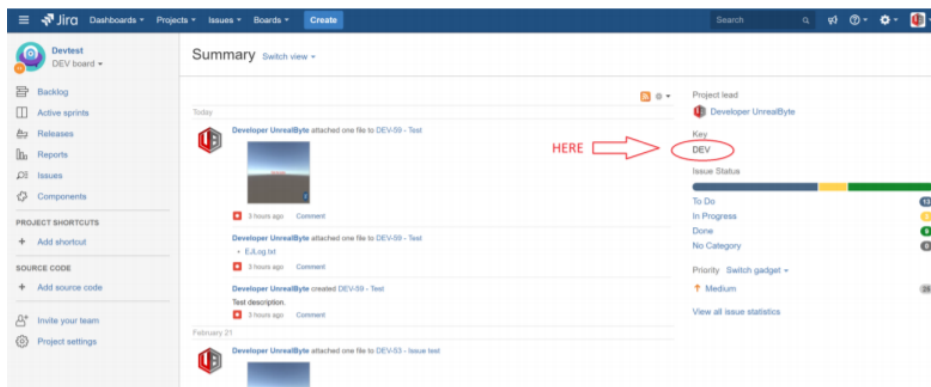 Jira Dashboards Projects Issues Boards Create Search
Devtest
DEV board
Backlog
Active sprints
Releases
Reports
Issues
Components
PROJECT SHORTCUTS
+ Add shortcut
SOURCE CODE
+ Add source code
Invite your team
Project settings
Summary Switch view
Today
Developer UnrealByte attached one file to DEV-59 - Test
3 hours ago Comment
Developer UnrealByte attached one file to DEV-59 - Test
• EJLog.txt
3 hours ago Comment
Developer UnrealByte created DEV-59 - Test
Test description.
3 hours ago Comment
February 21
Developer UnrealByte attached one file to DEV-53 - Issue test
HERE
Project lead
Developer UnrealByte
Key
DEV
Issue Status
To Do 13
In Progress
Done 9
No Category 0
Priority Switch gadget
Medium
View all issue statistics